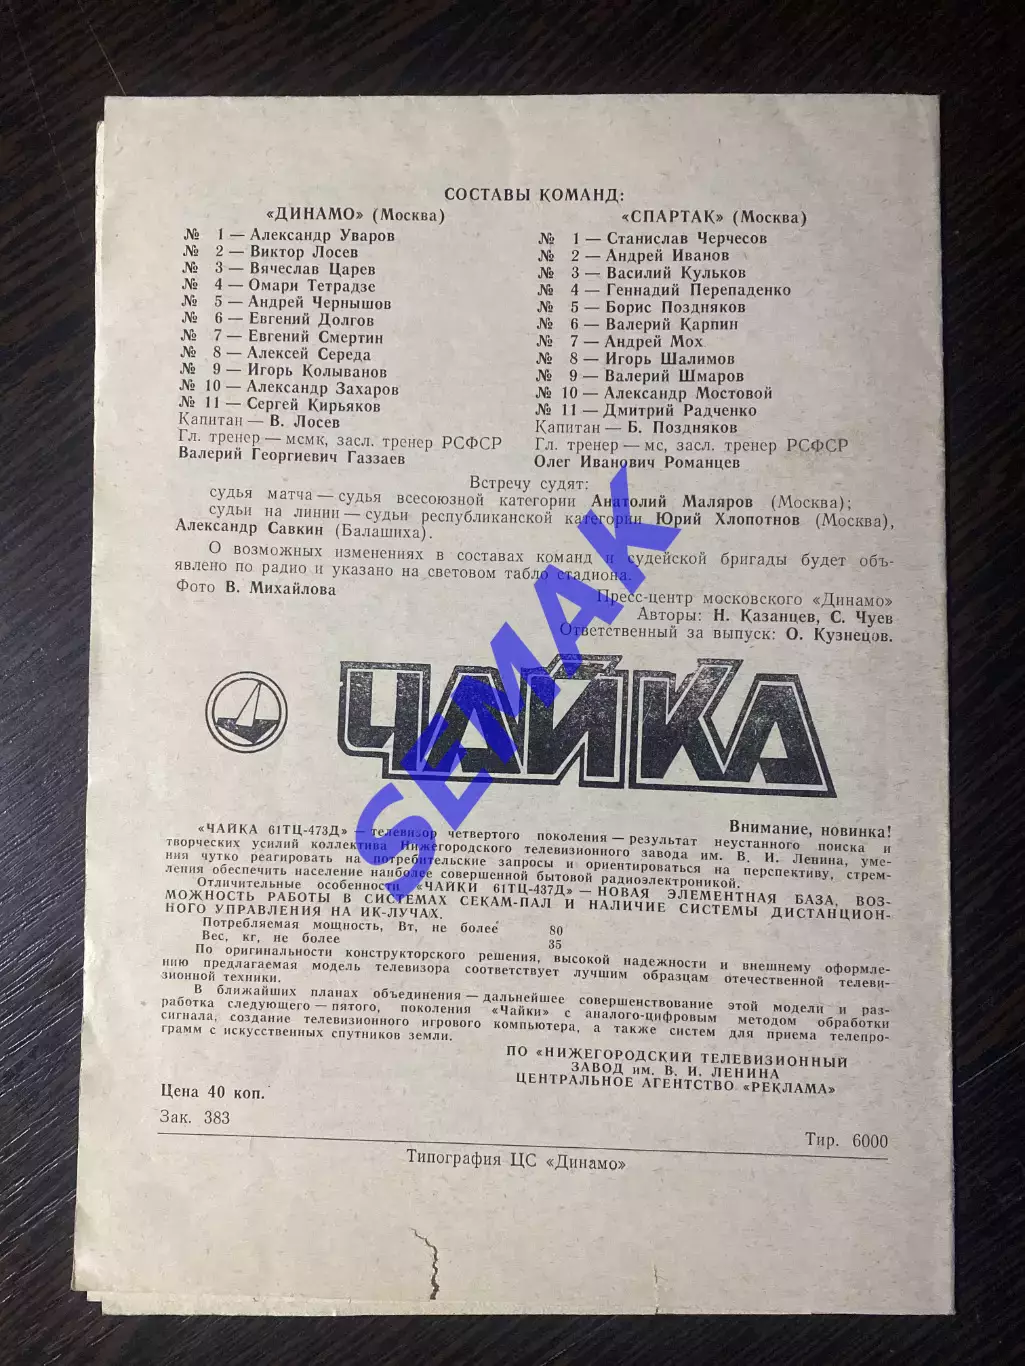 СОСТАВЫ КОМАНД:
«ДИНАМО» (Москва)
№ 1 — Александр Уваров
№ 2 — Виктор Лосев
№ 3 — Вячеслав Царев
№ 4 — Омари Тетрадзе
№ 5 — Андрей Чернышов
№ 6 — Евгений Долгов
№ 7 — Евгений Смертин
№ 8 — Алексей Середа
№ 9 — Игорь Колыванов
№ 10 — Александр Захаров
№ 11 — Сергей Кирьяков
Капитан — В. Лосев
Гл. тренер — мсмк, засл. тренер РСФСР
Валерий Георгиевич Газзаев
«СПАРТАК» (Москва)
№ 1 — Станислав Черчесов
№ 2 — Андрей Иванов
№ 3 — Василий Кульков
№ 4 — Геннадий Перепаденко
№ 5 — Борис Поздняков
№ 6 — Валерий Карпин
№ 7 — Андрей Мох
№ 8 — Игорь Шалимов
№ 9 — Валерий Шмаров
№ 10 — Александр Мостовой
№ 11 — Дмитрий Радченко
Капитан — Б. Поздняков
Гл. тренер — мс, засл. тренер РСФСР
Олег Иванович Романцев
Встречу судят:
судья матча — судья всесоюзной категории Анатолий Маляров (Москва);
судьи на линии — судьи республиканской категории Юрий Хлопотнов (Москва),
Александр Савкин (Балашиха).
О возможных изменениях в составах команд и судейской бригады будет объ-
явлено по радио и указано на световом табло стадиона.
Фото В. Михайлова
Пресс-центр московского «Динамо»
Авторы: Н. Казанцев, С. Чуев
Ответственный за выпуск: О. Кузнецов.
ЧАЙКА
SEMAK
Внимание, новинка!
«ЧАЙКА 61ТЦ-473Д» — телевизор четвертого поколения — результат неустанного поиска и
творческих усилий коллектива Нижегородского телевизионного завода им. В. И. Ленина, уме-
ния чутко реагировать на потребительские запросы и ориентироваться на перспективу, стрем-
ления обеспечить население наиболее совершенной бытовой радиоэлектроникой.
Отличительные особенности «ЧАЙКИ 61ТЦ-437Д» — НОВАЯ ЭЛЕМЕНТНАЯ БАЗА, ВОЗ-
МОЖНОСТЬ РАБОТЫ В СИСТЕМАХ СЕКАМ-ПАЛ И НАЛИЧИЕ СИСТЕМЫ ДИСТАНЦИОН-
НОГО УПРАВЛЕНИЯ НА ИК-ЛУЧАХ.
Потребляемая мощность, Вт, не более 80
Вес, кг, не более 35
По оригинальности конструкторского решения, высокой надежности и внешнему оформле-
нию предлагаемая модель телевизора соответствует лучшим образцам отечественной телеви-
зионной техники.
В ближайших планах объединения — дальнейшее совершенствование этой модели и раз-
работка следующего — пятого, поколения «Чайки» с аналого-цифровым методом обработки
сигнала, создание телевизионного игрового компьютера, а также систем для приема телепро-
грамм с искусственных спутников земли.
ПО «НИЖЕГОРОДСКИЙ ТЕЛЕВИЗИОННЫЙ
ЗАВОД им. В. И. ЛЕНИНА
ЦЕНТРАЛЬНОЕ АГЕНТСТВО «РЕКЛАМА»
Цена 40 коп.
Зак. 383
Тир. 6000
Типография ЦС «Динамо»